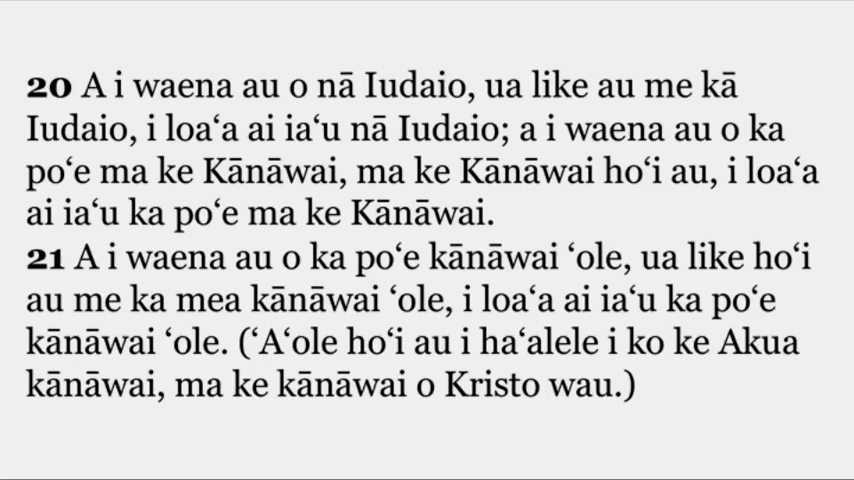 20 A i waena au o nā Iudaio, ua like au me kā
Iudaio, i loaʻa ai iaʻu nā Iudaio; a i waena au o ka
poʻe ma ke Kānāwai, ma ke Kānāwai hoʻi au, i loaʻa
ai iaʻu ka poʻe ma ke Kānāwai.
21 A i waena au o ka poʻe kānāwai ʻole, ua like hoʻi
au me ka mea kānāwai ʻole, i loaʻa ai iaʻu ka poʻe
kānāwai ʻole. (ʻAʻole hoʻi au i haʻalele i ko ke Akua
kānāwai, ma ke kānāwai o Kristo wau.)